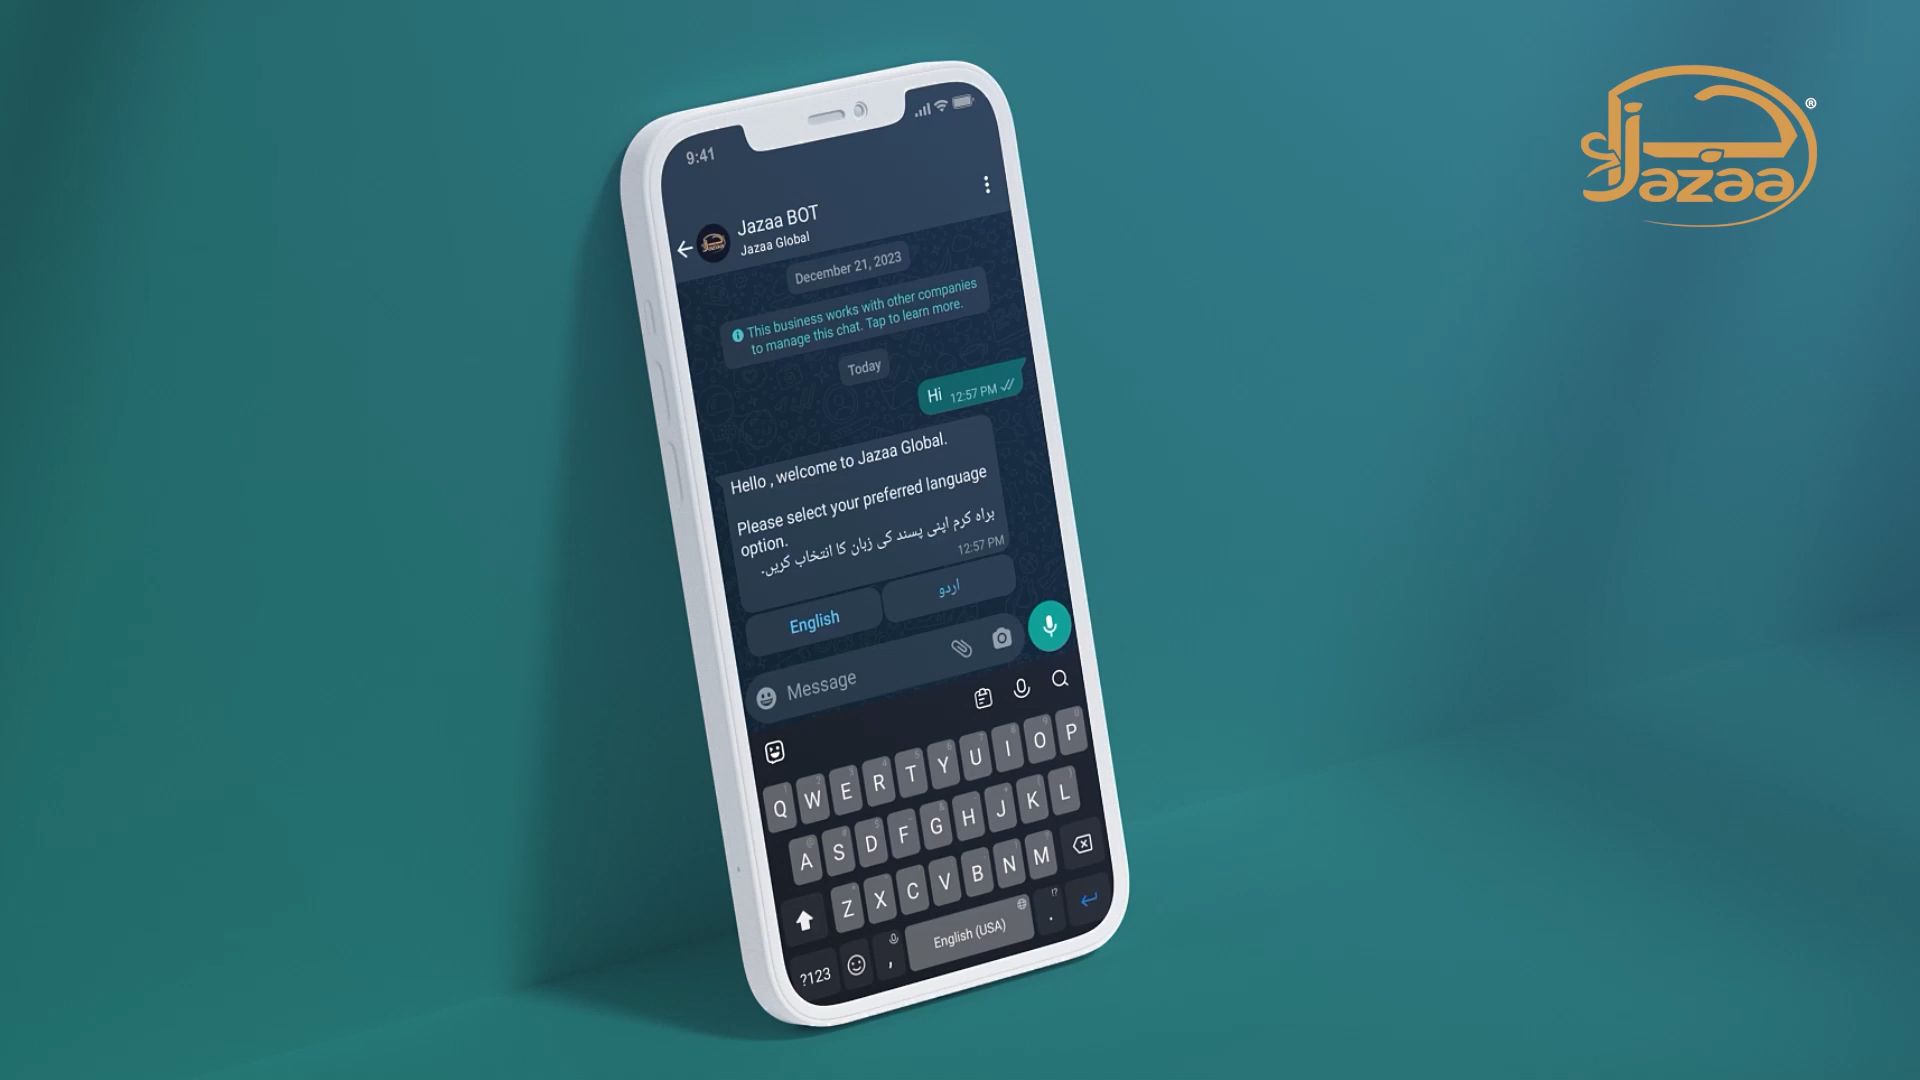 Jazaa®
9:41
Jazaa BOT
Jazaa Global
December 21, 2023
This business works with other companies
to manage this chat. Tap to learn more.
Today
Hi 12:57 PM
Hello , welcome to Jazaa Global.
Please select your preferred language
option.
براہ کرم اپنی پسند کی زبان کا انتخاب کریں۔
12:57 PM
English
اردو
Message
Q W E R T Y U I O P
A S D F G H J K L
Z X C V B N M
?123 , English (USA) . !?